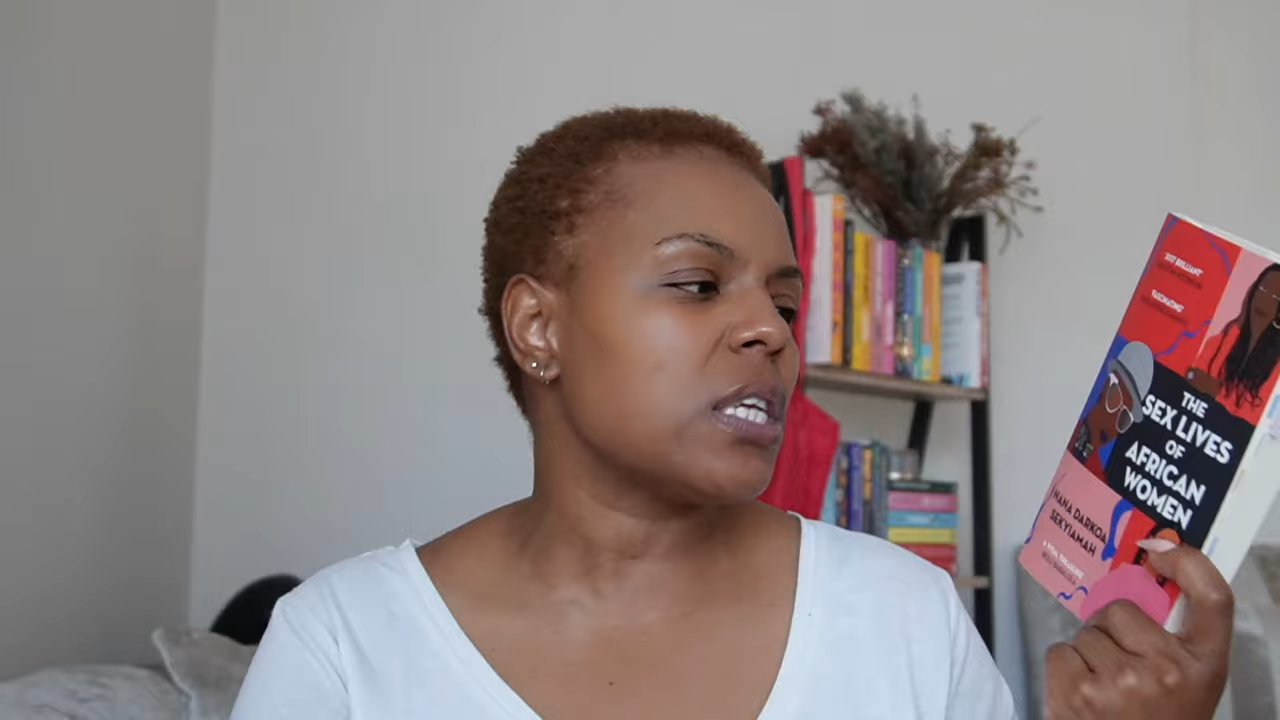 "JUST BRILLIANT"
FASCINATING'
THE
SEX LIVES
OF
AFRICAN
WOMEN
NANA DARKOA
SEKYIAMAH